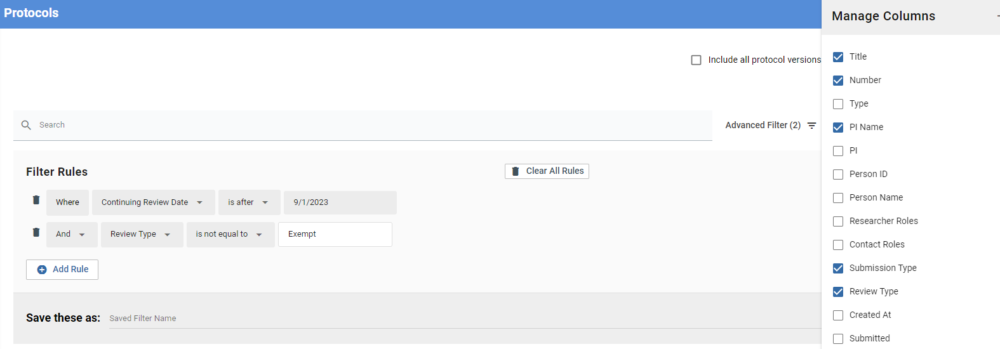 Protocols
Include all protocol versions
Search
Advanced Filter (2)
Filter Rules
Clear All Rules
Where Continuing Review Date is after 9/1/2023
And Review Type is not equal to Exempt
Add Rule
Save these as: Saved Filter Name
Manage Columns
Title
Number
Type
PI Name
PI
Person ID
Person Name
Researcher Roles
Contact Roles
Submission Type
Review Type
Created At
Submitted